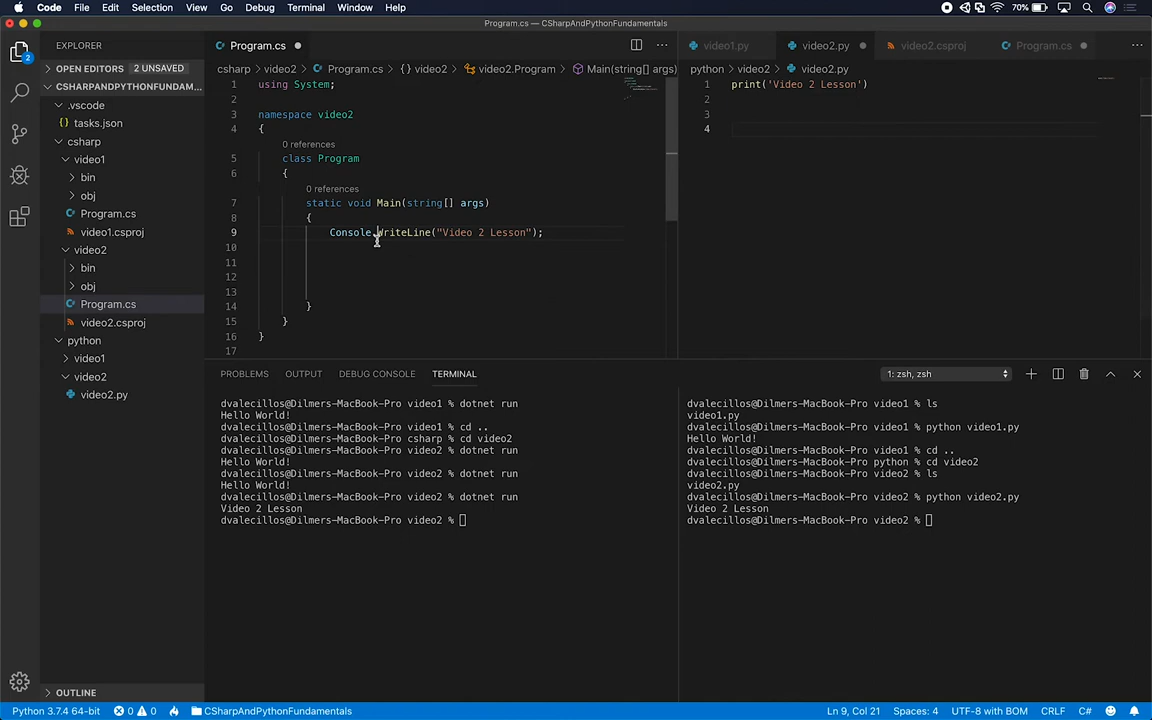 Code File Edit Selection View Go Debug Terminal Window Help 70%
Program.cs — CSharpAndPythonFundamentals
2
EXPLORER
OPEN EDITORS 2 UNSAVED
CSHARPANDPYTHONFUNDAM...
.vscode
{} tasks.json
csharp
video1
bin
obj
Program.cs
video1.csproj
video2
bin
obj
Program.cs
video2.csproj
python
video1
video2
video2.py
OUTLINE
Program.cs
csharp > video2 > Program.cs > {} video2 > video2.Program > Main(string[] args)
1 using System;
2
3 namespace video2
4 {
0 references
5 class Program
6 {
0 references
7 static void Main(string[] args)
8 {
9 Console.WriteLine("Video 2 Lesson");
10
11
12
13
14 }
15 }
16 }
17
video1.py video2.py video2.csproj Program.cs
python > video2 > video2.py
1 print('Video 2 Lesson')
2
3
4
PROBLEMS OUTPUT DEBUG CONSOLE TERMINAL 1: zsh, zsh
dvalecillos@Dilmers-MacBook-Pro video1 % dotnet run
Hello World!
dvalecillos@Dilmers-MacBook-Pro video1 % cd ..
dvalecillos@Dilmers-MacBook-Pro csharp % cd video2
dvalecillos@Dilmers-MacBook-Pro video2 % dotnet run
Hello World!
dvalecillos@Dilmers-MacBook-Pro video2 % dotnet run
Hello World!
dvalecillos@Dilmers-MacBook-Pro video2 % dotnet run
Video 2 Lesson
dvalecillos@Dilmers-MacBook-Pro video2 %
dvalecillos@Dilmers-MacBook-Pro video1 % ls
video1.py
dvalecillos@Dilmers-MacBook-Pro video1 % python video1.py
Hello World!
dvalecillos@Dilmers-MacBook-Pro video1 % cd ..
dvalecillos@Dilmers-MacBook-Pro python % cd video2
dvalecillos@Dilmers-MacBook-Pro video2 % ls
video2.py
dvalecillos@Dilmers-MacBook-Pro video2 % python video2.py
Video 2 Lesson
dvalecillos@Dilmers-MacBook-Pro video2 %
Python 3.7.4 64-bit 0 0 CSharpAndPythonFundamentals Ln 9, Col 21 Spaces: 4 UTF-8 with BOM CRLF C#